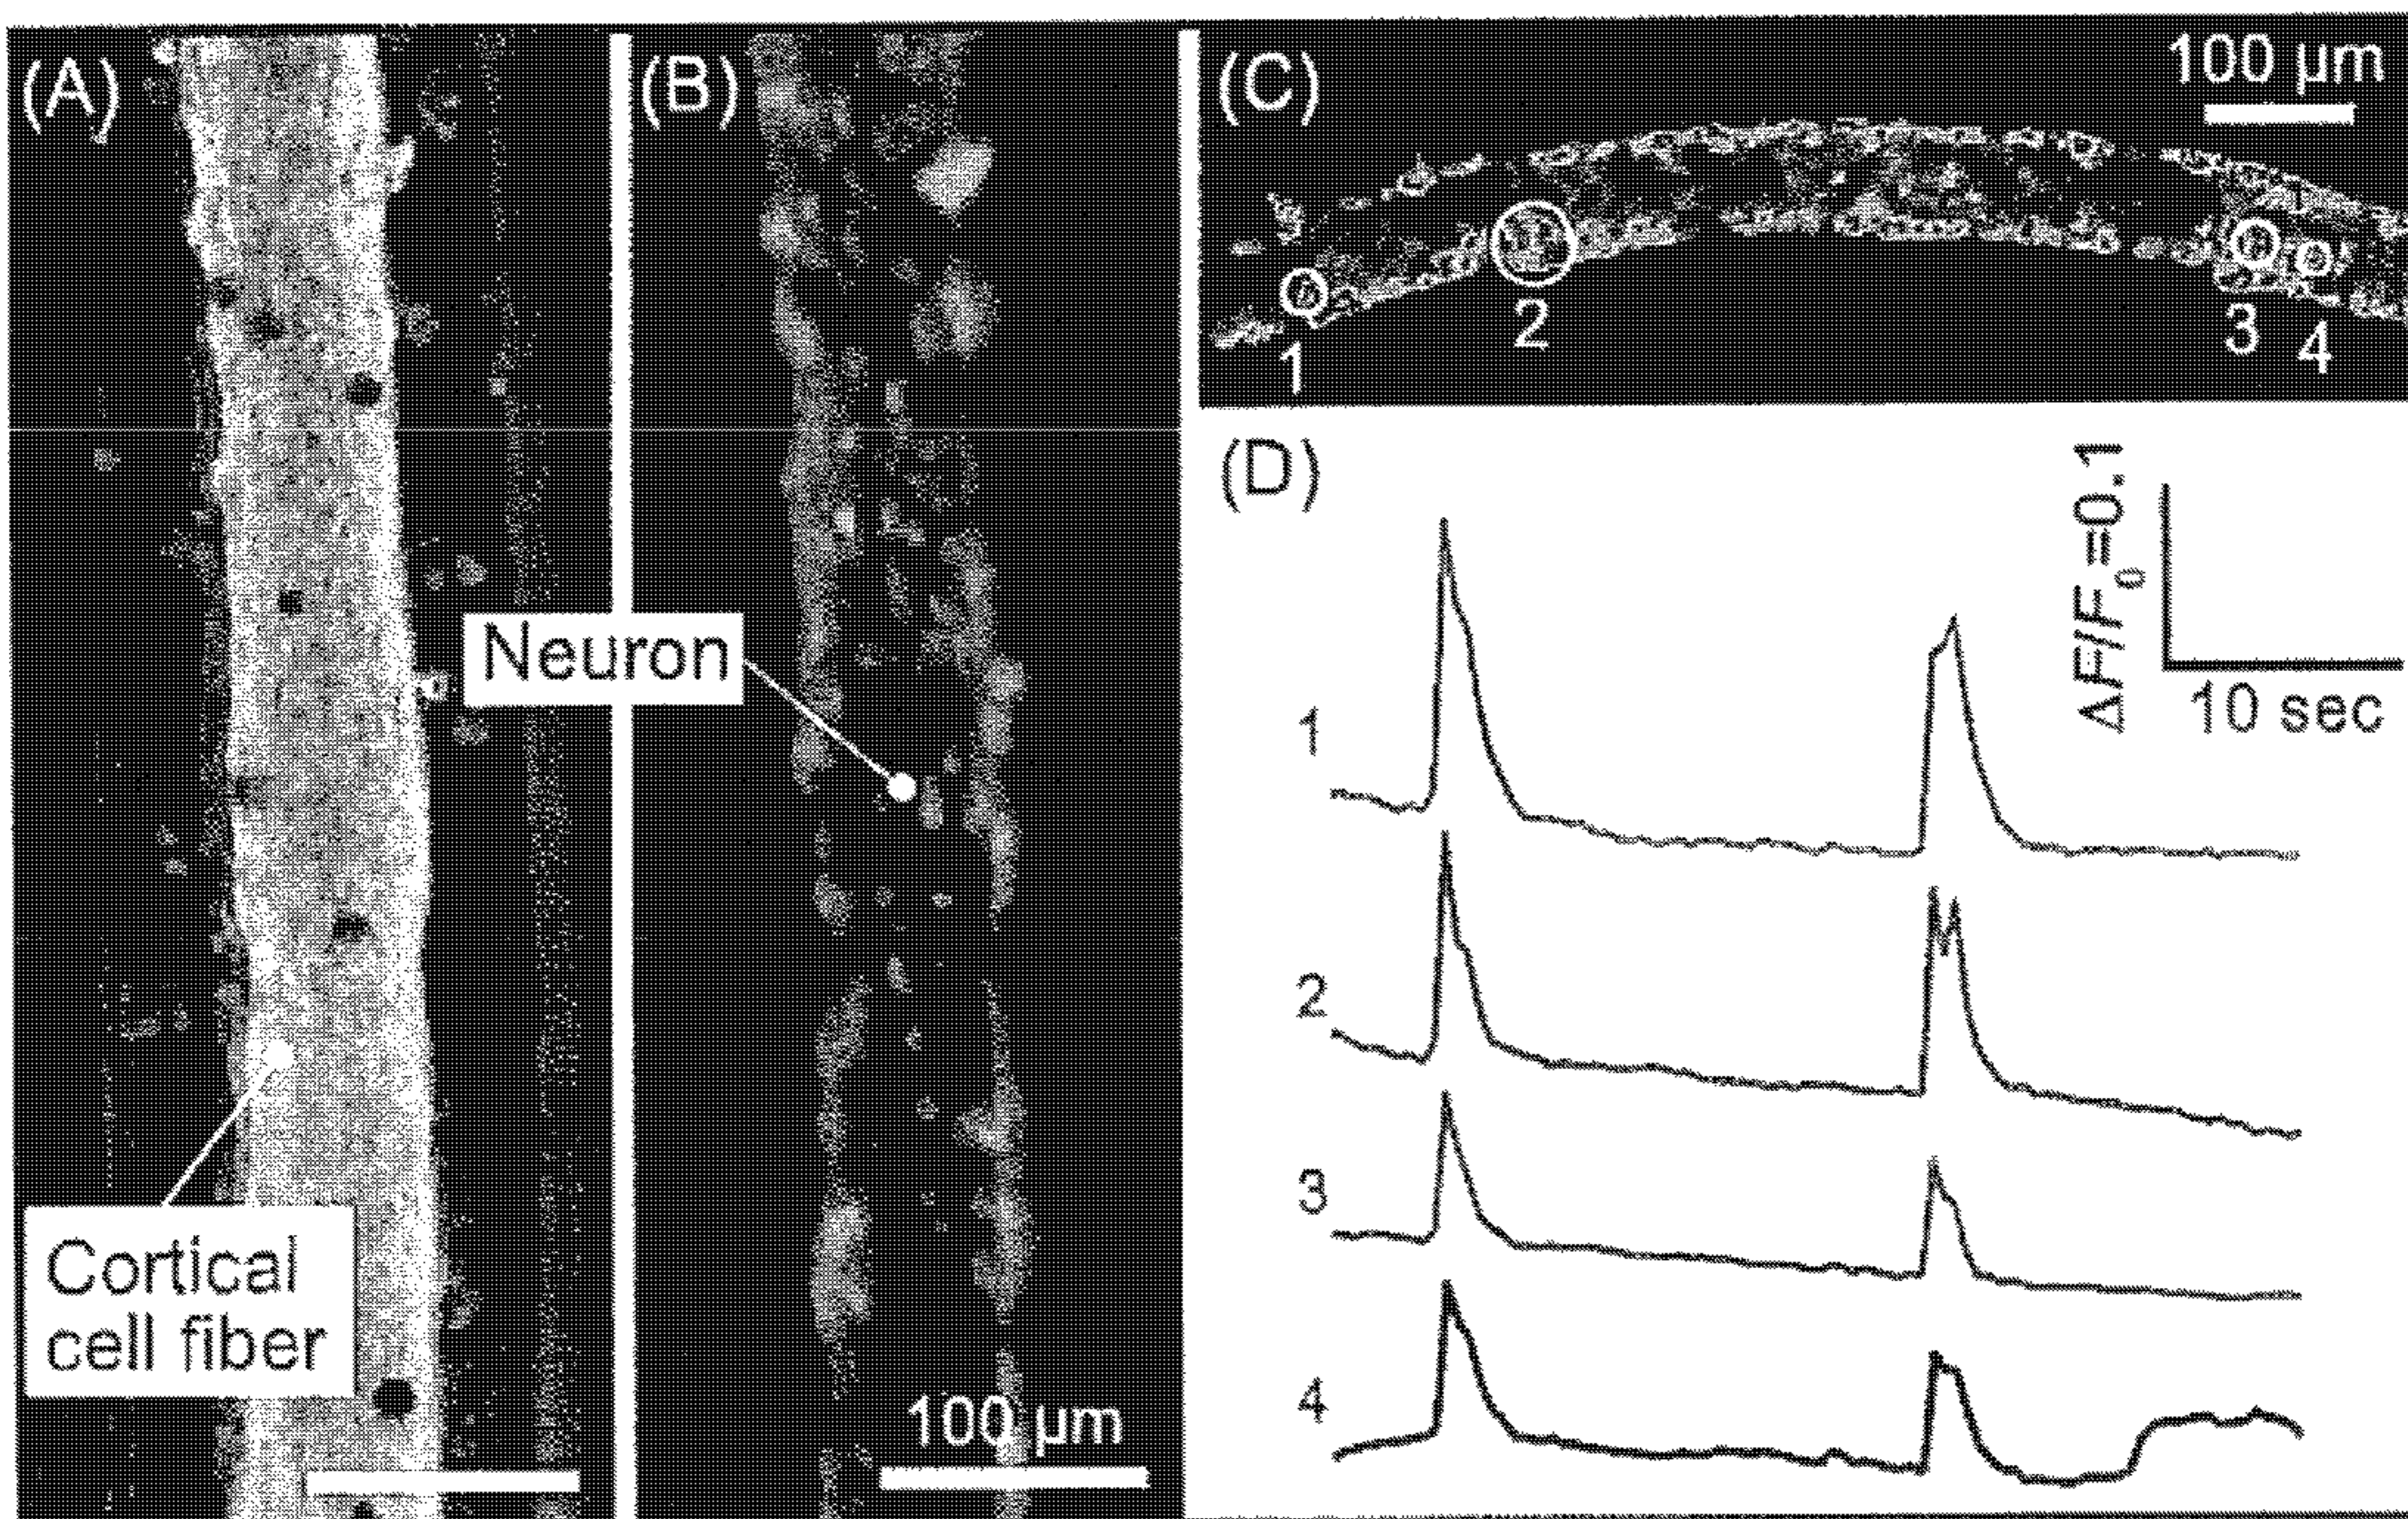 (A)
(B)
Neuron
Cortical
cell fiber
100 µm
(C)
100 µm
1
2
3
4
(D)
ΔF/F₀=0.1
10 sec
1
2
3
4